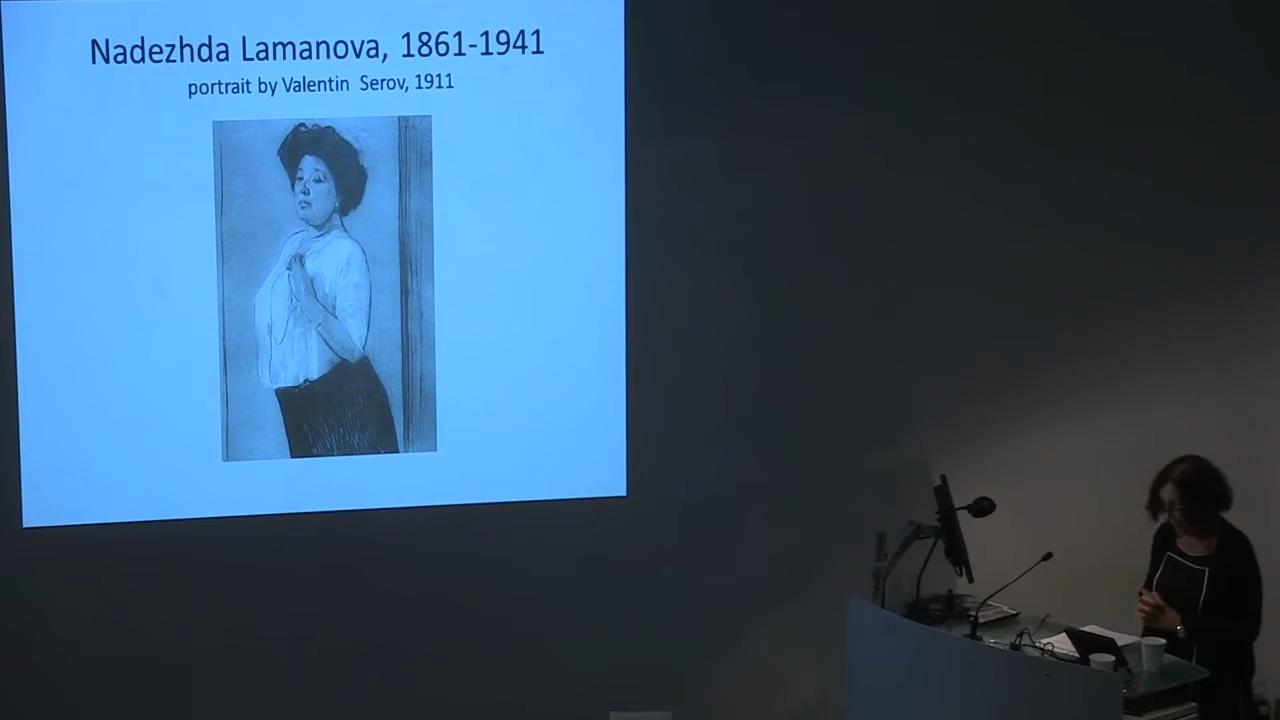 Nadezhda Lamanova, 1861-1941
portrait by Valentin Serov, 1911